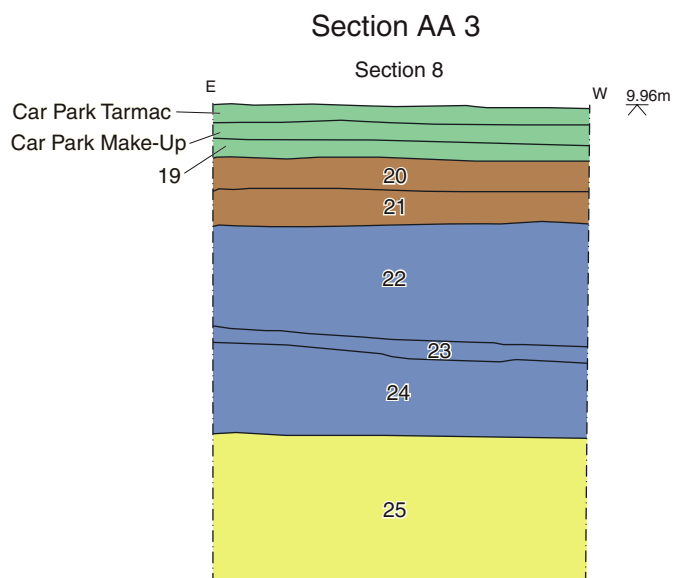 Section AA 3
Section 8
E
W
9.96m
Car Park Tarmac
Car Park Make-Up
19
20
21
22
23
24
25